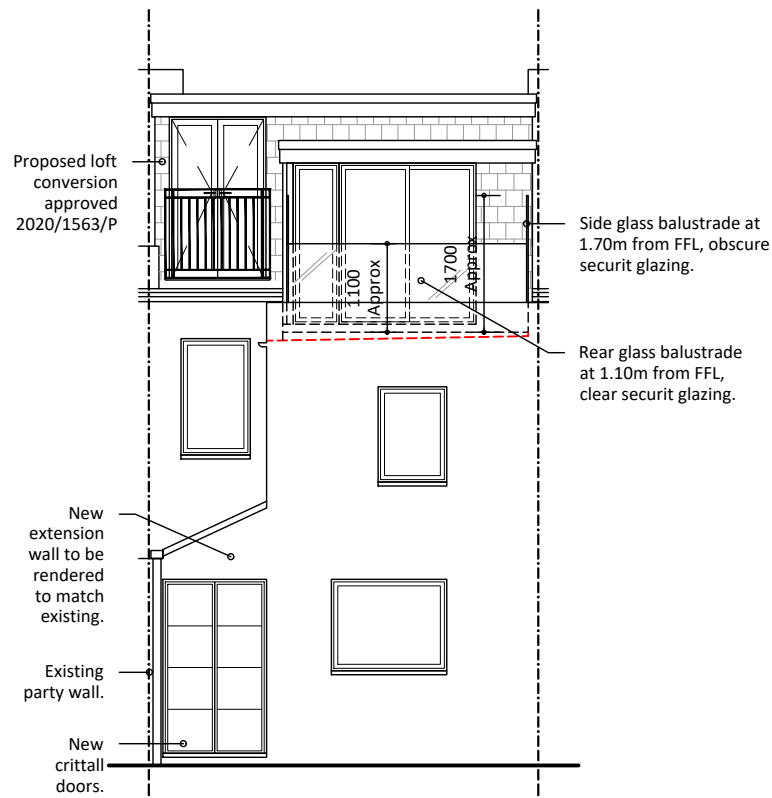 Proposed loft
conversion
approved
2020/1563/P
Side glass balustrade at
1.70m from FFL, obscure
securit glazing.
1100
Approx
1700
Approx
Rear glass balustrade
at 1.10m from FFL,
clear securit glazing.
New
extension
wall to be
rendered
to match
existing.
Existing
party wall.
New
crittall
doors.